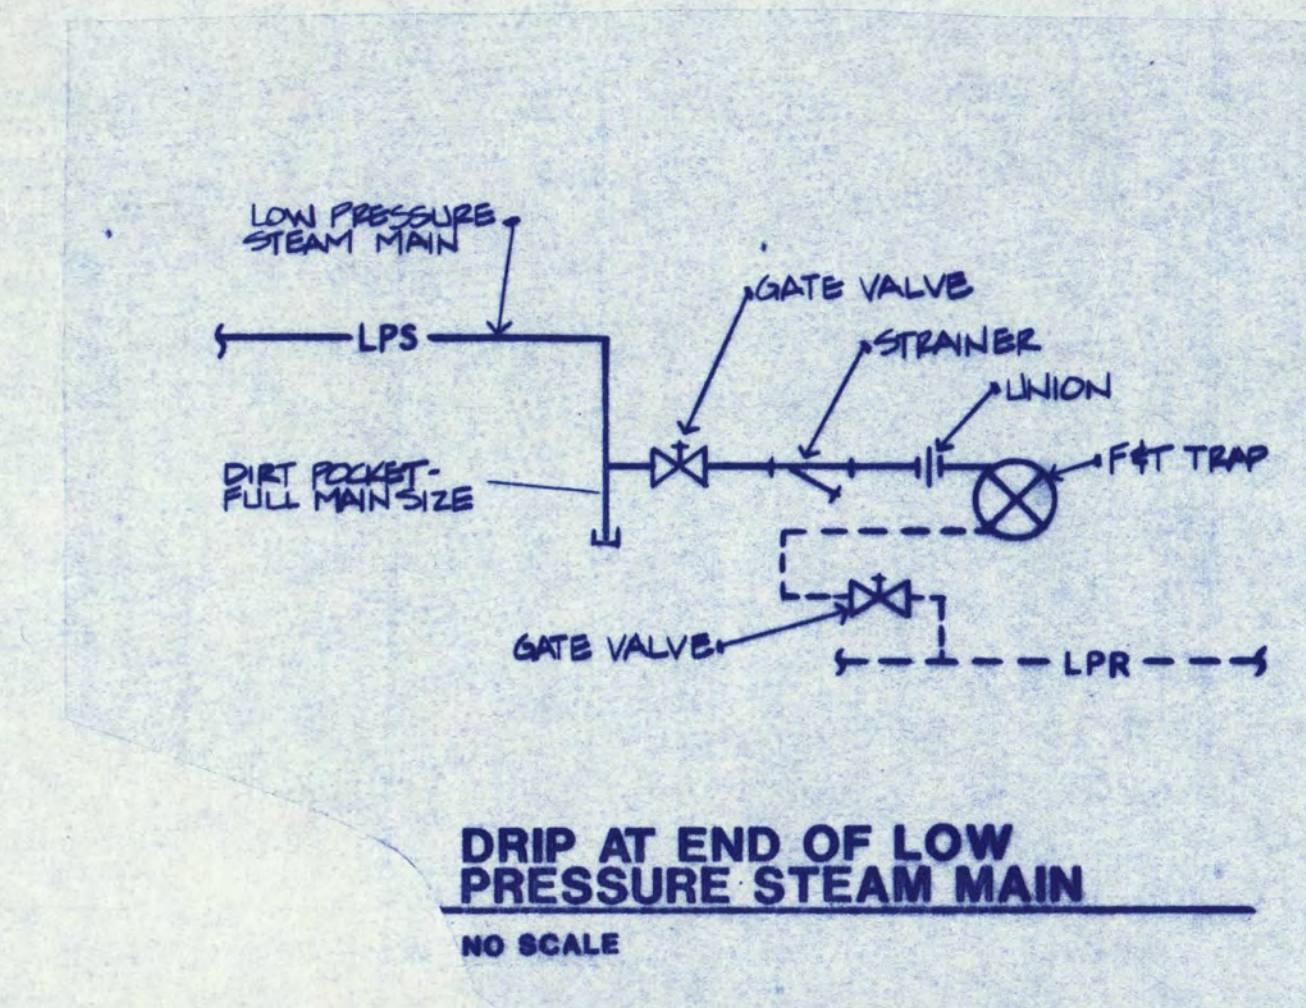 LOW PRESSURE
STEAM MAIN
GATE VALVE
LPS
STRAINER
UNION
F&T TRAP
DIRT POCKET-
FULL MAIN SIZE
GATE VALVE
LPR
DRIP AT END OF LOW
PRESSURE STEAM MAIN
NO SCALE